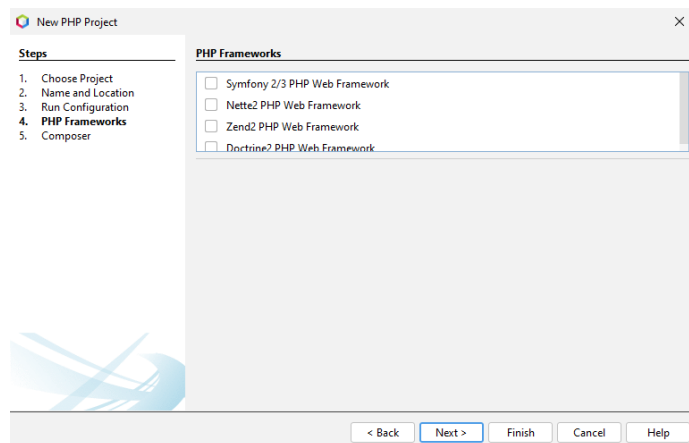 New PHP Project
Steps
1. Choose Project
2. Name and Location
3. Run Configuration
4. PHP Frameworks
5. Composer
PHP Frameworks
Symfony 2/3 PHP Web Framework
Nette2 PHP Web Framework
Zend2 PHP Web Framework
Doctrine2 PHP Web Framework
< Back
Next >
Finish
Cancel
Help